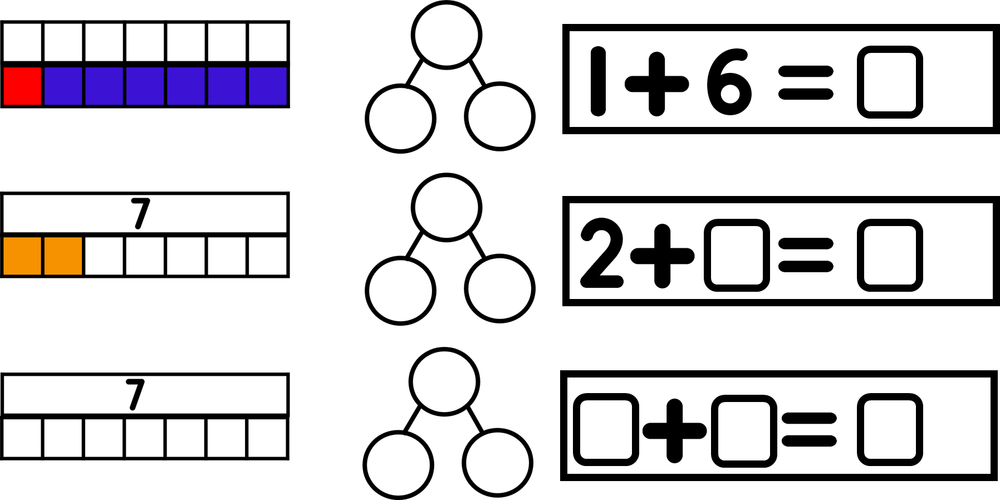 1 + 6 = □
7
2 + □ = □
7
□ + □ = □